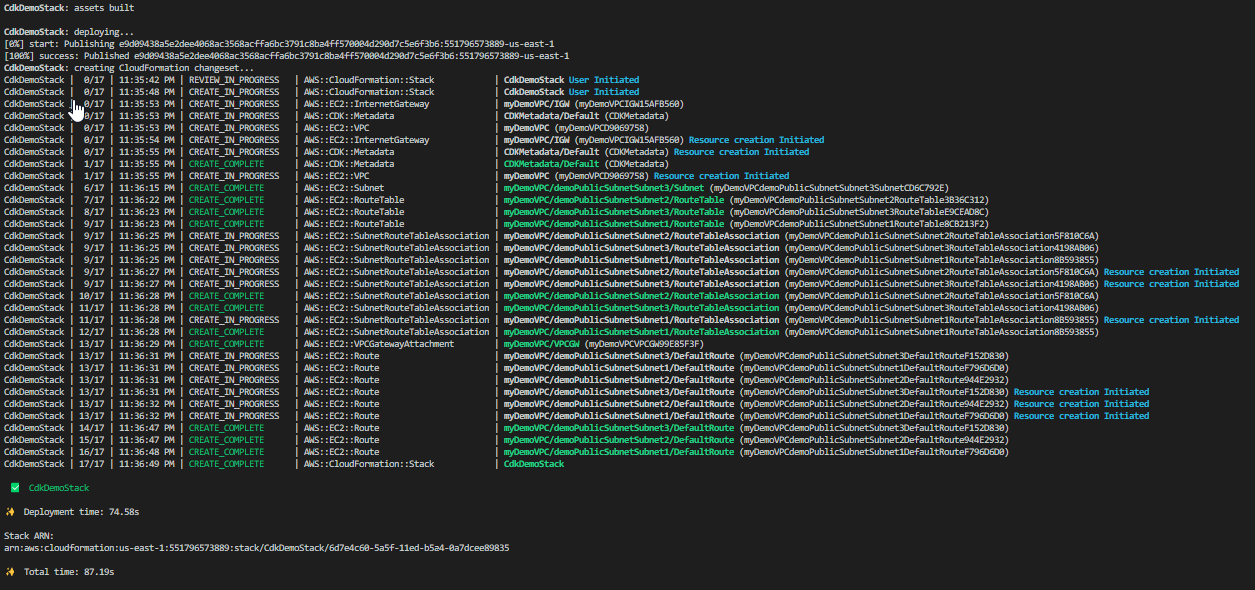 CdkDemoStack: assets built
CdkDemoStack: deploying...
[0%] start: Publishing e9d09438a5e2dee4068ac3568acffa6bc3791c8be4ff570004d290d7c5e6f3b6:551796573889-us-east-1
[100%] success: Published e9d09438a5e2dee4068ac3568acffa6bc3791c8be4ff570004d290d7c5e6f3b6:551796573889-us-east-1
CdkDemoStack: creating CloudFormation changeset...
CdkDemoStack | 0/17 | 11:35:42 PM | REVIEW_IN_PROGRESS | AWS::CloudFormation::Stack | CdkDemoStack User Initiated
CdkDemoStack | 0/17 | 11:35:48 PM | CREATE_IN_PROGRESS | AWS::CloudFormation::Stack | CdkDemoStack User Initiated
CdkDemoStack | 0/17 | 11:35:53 PM | CREATE_IN_PROGRESS | AWS::EC2::InternetGateway | myDemoVPC/IGW (myDemoVPCIGW15AFB560)
CdkDemoStack 0/17 | 11:35:53 PM | CREATE_IN_PROGRESS | AWS::CDK::Metadata | CDKMetadata/Default (CDKMetadata)
CdkDemoStack | 0/17 | 11:35:53 PM | CREATE_IN_PROGRESS | AWS::EC2::VPC | myDemoVPC (myDemoVPCD9069758)
CdkDemoStack | 0/17 | 11:35:54 PM | CREATE_IN_PROGRESS | AWS::EC2::InternetGateway | myDemoVPC/IGW (myDemoVPCIGW15AFB560) Resource creation Initiated
CdkDemoStack | 0/17 | 11:35:55 PM | CREATE_IN_PROGRESS | AWS::CDK::Metadata | CDKMetadata/Default (CDKMetadata) Resource creation Initiated
CdkDemoStack | 1/17 | 11:35:55 PM | CREATE_COMPLETE | AWS::CDK::Metadata | CDKMetadata/Default (CDKMetadata)
CdkDemoStack | 1/17 | 11:35:55 PM | CREATE_IN_PROGRESS | AWS::EC2::VPC | myDemoVPC (myDemoVPCD9069758) Resource creation Initiated
CdkDemoStack | 6/17 | 11:36:15 PM | CREATE_COMPLETE | AWS::EC2::Subnet | myDemoVPC/demoPublicSubnetSubnet3/Subnet (myDemoVPCdemoPublicSubnetSubnet3SubnetCD6C792E)
CdkDemoStack | 7/17 | 11:36:22 PM | CREATE_COMPLETE | AWS::EC2::RouteTable | myDemoVPC/demoPublicSubnetSubnet2/RouteTable (myDemoVPCdemoPublicSubnetSubnet2RouteTable3B36C312)
CdkDemoStack | 8/17 | 11:36:23 PM | CREATE_COMPLETE | AWS::EC2::RouteTable | myDemoVPC/demoPublicSubnetSubnet3/RouteTable (myDemoVPCdemoPublicSubnetSubnet3RouteTableE9CEAD8C)
CdkDemoStack | 9/17 | 11:36:23 PM | CREATE_COMPLETE | AWS::EC2::RouteTable | myDemoVPC/demoPublicSubnetSubnet1/RouteTable (myDemoVPCdemoPublicSubnetSubnet1RouteTable8CB213F2)
CdkDemoStack | 9/17 | 11:36:25 PM | CREATE_IN_PROGRESS | AWS::EC2::SubnetRouteTableAssociation | myDemoVPC/demoPublicSubnetSubnet2/RouteTableAssociation (myDemoVPCdemoPublicSubnetSubnet2RouteTableAssociation5F810C6A)
CdkDemoStack | 9/17 | 11:36:25 PM | CREATE_IN_PROGRESS | AWS::EC2::SubnetRouteTableAssociation | myDemoVPC/demoPublicSubnetSubnet3/RouteTableAssociation (myDemoVPCdemoPublicSubnetSubnet3RouteTableAssociation4198AB06)
CdkDemoStack | 9/17 | 11:36:25 PM | CREATE_IN_PROGRESS | AWS::EC2::SubnetRouteTableAssociation | myDemoVPC/demoPublicSubnetSubnet1/RouteTableAssociation (myDemoVPCdemoPublicSubnetSubnet1RouteTableAssociation8B593855)
CdkDemoStack | 9/17 | 11:36:27 PM | CREATE_IN_PROGRESS | AWS::EC2::SubnetRouteTableAssociation | myDemoVPC/demoPublicSubnetSubnet2/RouteTableAssociation (myDemoVPCdemoPublicSubnetSubnet2RouteTableAssociation5F810C6A) Resource creation Initiated
CdkDemoStack | 9/17 | 11:36:27 PM | CREATE_IN_PROGRESS | AWS::EC2::SubnetRouteTableAssociation | myDemoVPC/demoPublicSubnetSubnet3/RouteTableAssociation (myDemoVPCdemoPublicSubnetSubnet3RouteTableAssociation4198AB06) Resource creation Initiated
CdkDemoStack | 10/17 | 11:36:28 PM | CREATE_COMPLETE | AWS::EC2::SubnetRouteTableAssociation | myDemoVPC/demoPublicSubnetSubnet2/RouteTableAssociation (myDemoVPCdemoPublicSubnetSubnet2RouteTableAssociation5F810C6A)
CdkDemoStack | 11/17 | 11:36:28 PM | CREATE_COMPLETE | AWS::EC2::SubnetRouteTableAssociation | myDemoVPC/demoPublicSubnetSubnet3/RouteTableAssociation (myDemoVPCdemoPublicSubnetSubnet3RouteTableAssociation4198AB06)
CdkDemoStack | 11/17 | 11:36:28 PM | CREATE_IN_PROGRESS | AWS::EC2::SubnetRouteTableAssociation | myDemoVPC/demoPublicSubnetSubnet1/RouteTableAssociation (myDemoVPCdemoPublicSubnetSubnet1RouteTableAssociation8B593855) Resource creation Initiated
CdkDemoStack | 12/17 | 11:36:28 PM | CREATE_COMPLETE | AWS::EC2::SubnetRouteTableAssociation | myDemoVPC/demoPublicSubnetSubnet1/RouteTableAssociation (myDemoVPCdemoPublicSubnetSubnet1RouteTableAssociation8B593855)
CdkDemoStack | 13/17 | 11:36:29 PM | CREATE_COMPLETE | AWS::EC2::VPCGatewayAttachment | myDemoVPC/VPCGW (myDemoVPCVPCGW99E85F3F)
CdkDemoStack | 13/17 | 11:36:31 PM | CREATE_IN_PROGRESS | AWS::EC2::Route | myDemoVPC/demoPublicSubnetSubnet3/DefaultRoute (myDemoVPCdemoPublicSubnetSubnet3DefaultRouteF152D830)
CdkDemoStack | 13/17 | 11:36:31 PM | CREATE_IN_PROGRESS | AWS::EC2::Route | myDemoVPC/demoPublicSubnetSubnet1/DefaultRoute (myDemoVPCdemoPublicSubnetSubnet1DefaultRouteF796D6D0)
CdkDemoStack | 13/17 | 11:36:31 PM | CREATE_IN_PROGRESS | AWS::EC2::Route | myDemoVPC/demoPublicSubnetSubnet2/DefaultRoute (myDemoVPCdemoPublicSubnetSubnet2DefaultRoute944E2932)
CdkDemoStack | 13/17 | 11:36:31 PM | CREATE_IN_PROGRESS | AWS::EC2::Route | myDemoVPC/demoPublicSubnetSubnet3/DefaultRoute (myDemoVPCdemoPublicSubnetSubnet3DefaultRouteF152D830) Resource creation Initiated
CdkDemoStack | 13/17 | 11:36:32 PM | CREATE_IN_PROGRESS | AWS::EC2::Route | myDemoVPC/demoPublicSubnetSubnet2/DefaultRoute (myDemoVPCdemoPublicSubnetSubnet2DefaultRoute944E2932) Resource creation Initiated
CdkDemoStack | 13/17 | 11:36:32 PM | CREATE_IN_PROGRESS | AWS::EC2::Route | myDemoVPC/demoPublicSubnetSubnet1/DefaultRoute (myDemoVPCdemoPublicSubnetSubnet1DefaultRouteF796D6D0) Resource creation Initiated
CdkDemoStack | 14/17 | 11:36:47 PM | CREATE_COMPLETE | AWS::EC2::Route | myDemoVPC/demoPublicSubnetSubnet3/DefaultRoute (myDemoVPCdemoPublicSubnetSubnet3DefaultRouteF152D830)
CdkDemoStack | 15/17 | 11:36:47 PM | CREATE_COMPLETE | AWS::EC2::Route | myDemoVPC/demoPublicSubnetSubnet2/DefaultRoute (myDemoVPCdemoPublicSubnetSubnet2DefaultRoute944E2932)
CdkDemoStack | 16/17 | 11:36:48 PM | CREATE_COMPLETE | AWS::EC2::Route | myDemoVPC/demoPublicSubnetSubnet1/DefaultRoute (myDemoVPCdemoPublicSubnetSubnet1DefaultRouteF796D6D0)
CdkDemoStack | 17/17 | 11:36:49 PM | CREATE_COMPLETE | AWS::CloudFormation::Stack | CdkDemoStack
✅ CdkDemoStack
✨ Deployment time: 74.58s
Stack ARN:
arn:aws:cloudformation:us-east-1:551796573889:stack/CdkDemoStack/6d7e4c60-5a5f-11ed-b5a4-0a7dcee89835
✨ Total time: 87.19s